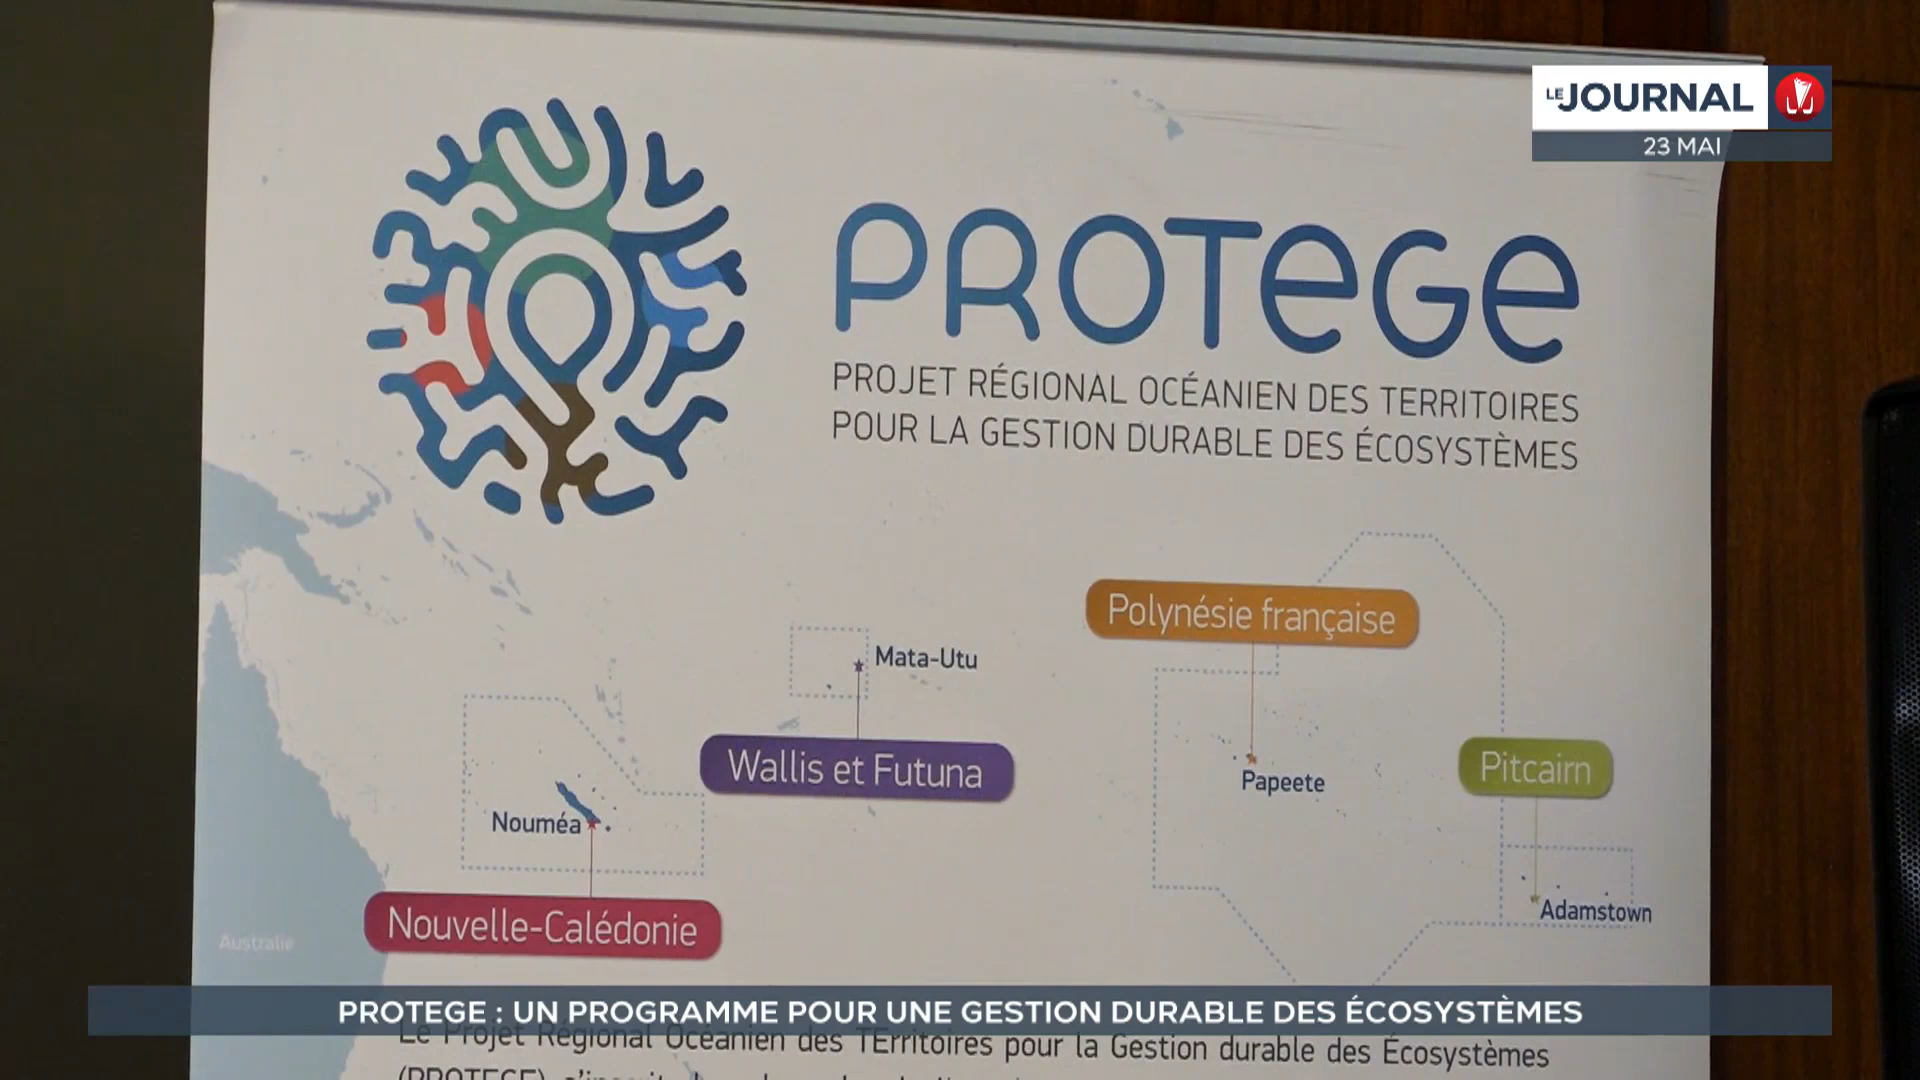 LE JOURNAL
23 MAI
PROTEGE
PROJET RÉGIONAL OCÉANIEN DES TERRITOIRES
POUR LA GESTION DURABLE DES ÉCOSYSTÈMES
Polynésie française
Mata-Utu
Wallis et Futuna
Pitcairn
Papeete
Nouméa
Adamstown
Nouvelle-Calédonie
Australie
PROTEGE : UN PROGRAMME POUR UNE GESTION DURABLE DES ÉCOSYSTÈMES
Le Projet Régional Océanien des TErritoires pour la Gestion durable des Écosystèmes
(PROTEGE)